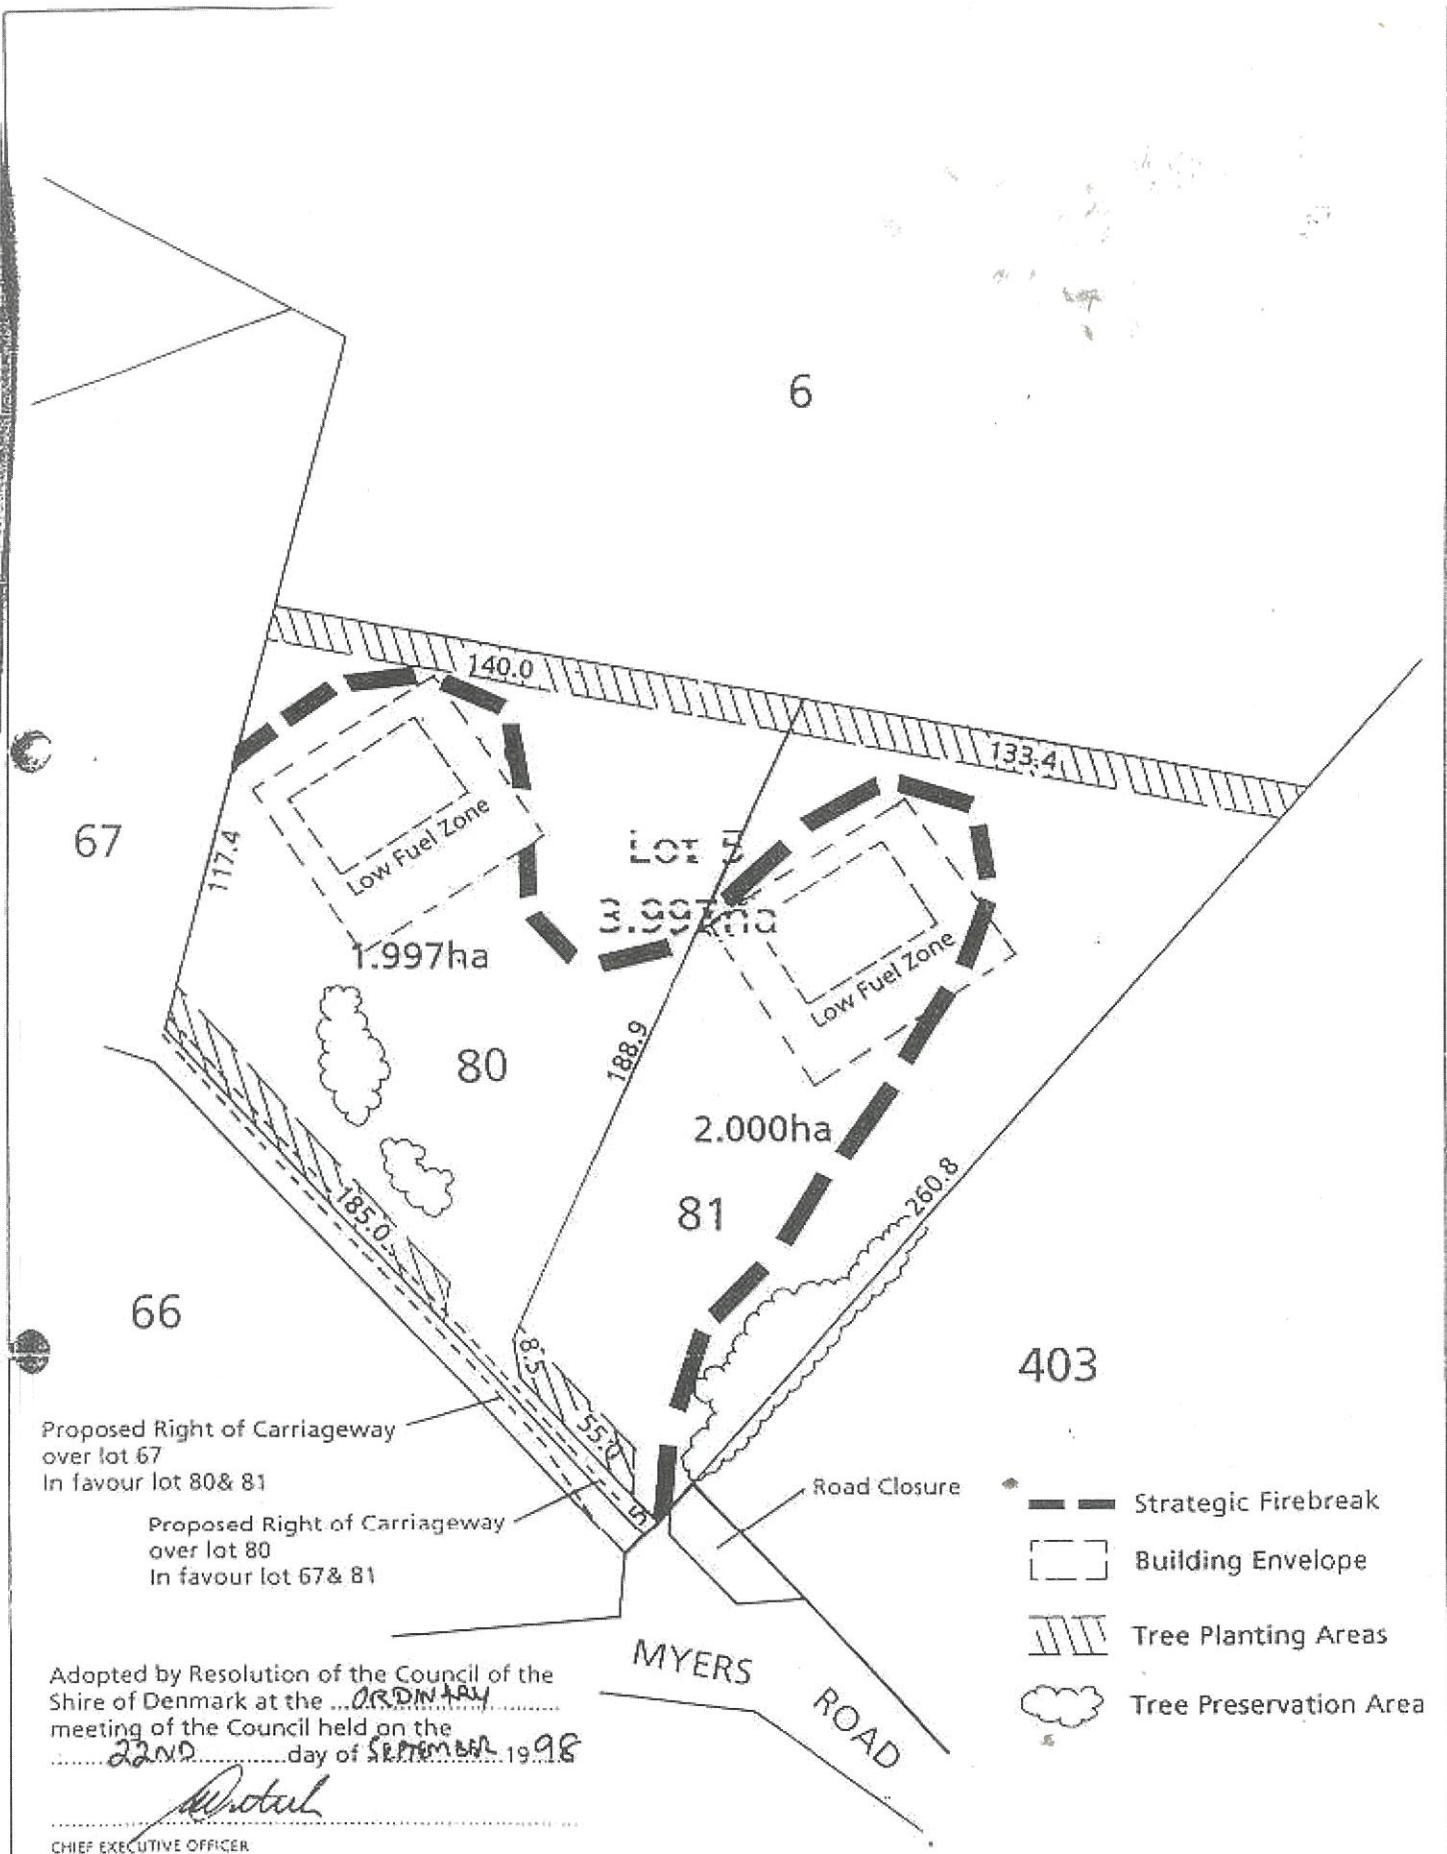 6
140.0
133.4
67
117.4
Low Fuel Zone
Lot 5
3.997ha
1.997ha
Low Fuel Zone
80
188.9
2.000ha
81
260.8
185.0
66
8.5
403
55.0
Proposed Right of Carriageway
over lot 67
In favour lot 80& 81
5
Road Closure
Proposed Right of Carriageway
over lot 80
In favour lot 67& 81
Strategic Firebreak
Building Envelope
Tree Planting Areas
Tree Preservation Area
MYERS ROAD
Adopted by Resolution of the Council of the
Shire of Denmark at the ...ORDINARY...
meeting of the Council held on the
...22ND... day of SEPTEMBER 1998
CHIEF EXECUTIVE OFFICER